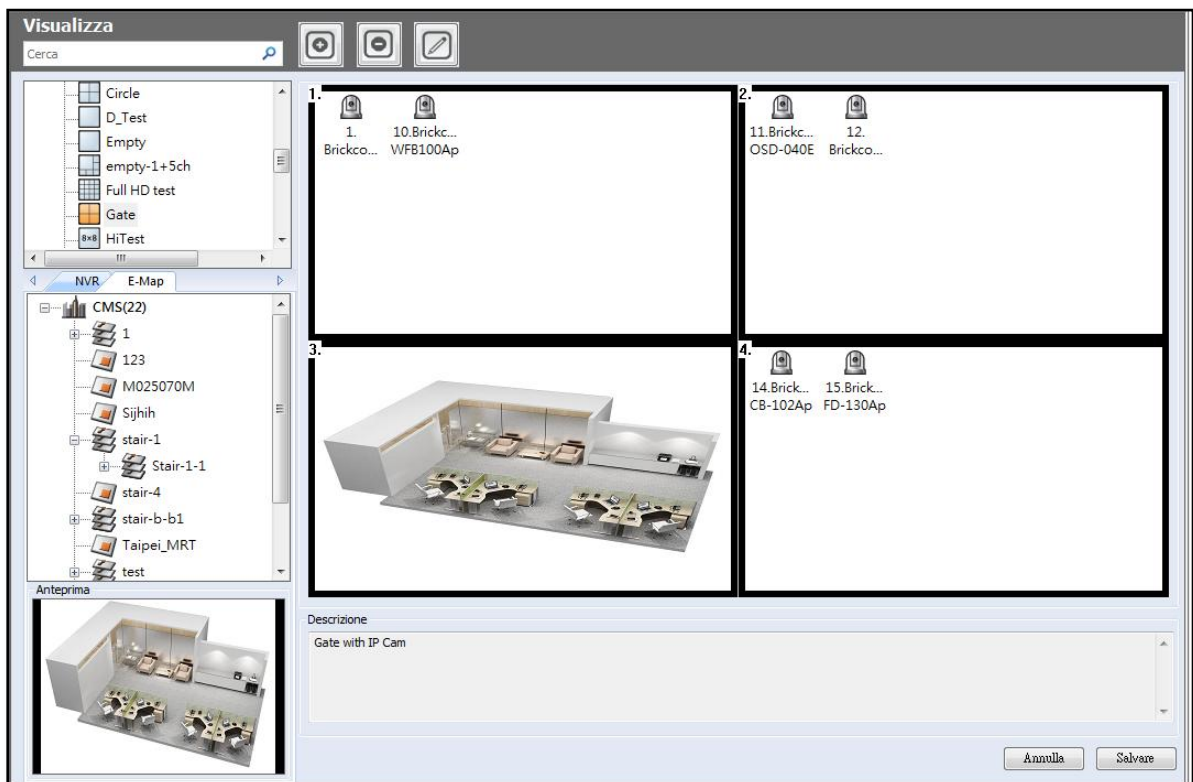 Visualizza
Cerca
Circle
D_Test
Empty
empty-1+5ch
Full HD test
Gate
8×8 HiTest
NVR E-Map
CMS(22)
1
123
M025070M
Sijhih
stair-1
Stair-1-1
stair-4
stair-b-b1
Taipei_MRT
test
Anteprima
1.
1. 10.Brickc...
Brickco... WFB100Ap
2.
11.Brickc... 12.
OSD-040E Brickco...
3.
4.
14.Brick... 15.Brick...
CB-102Ap FD-130Ap
Descrizione
Gate with IP Cam
Annulla Salvare